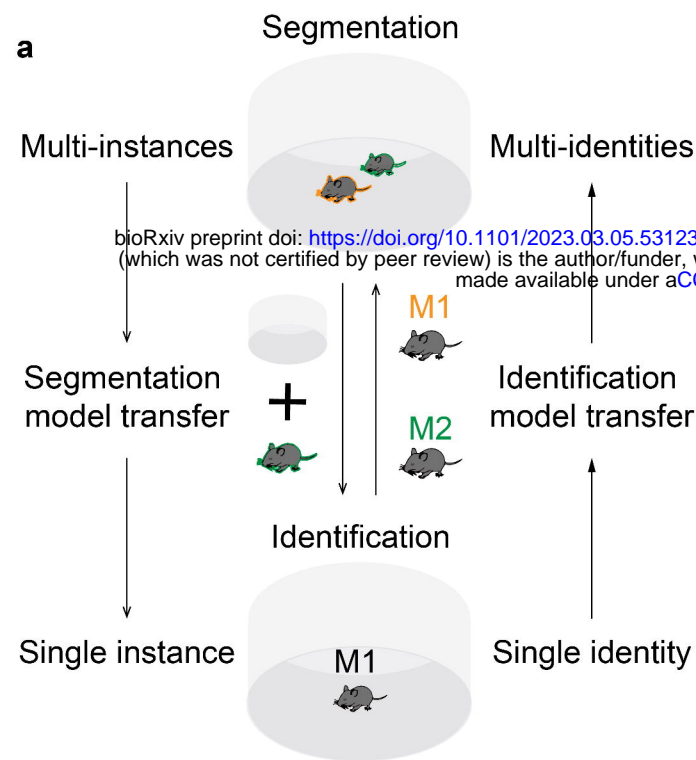 a
Segmentation
Multi-instances
Multi-identities
bioRxiv preprint doi: https://doi.org/10.1101/2023.03.05.53123
(which was not certified by peer review) is the author/funder,
made available under aCC
M1
Segmentation
model transfer
+
M2
Identification
model transfer
Identification
Single instance
M1
Single identity